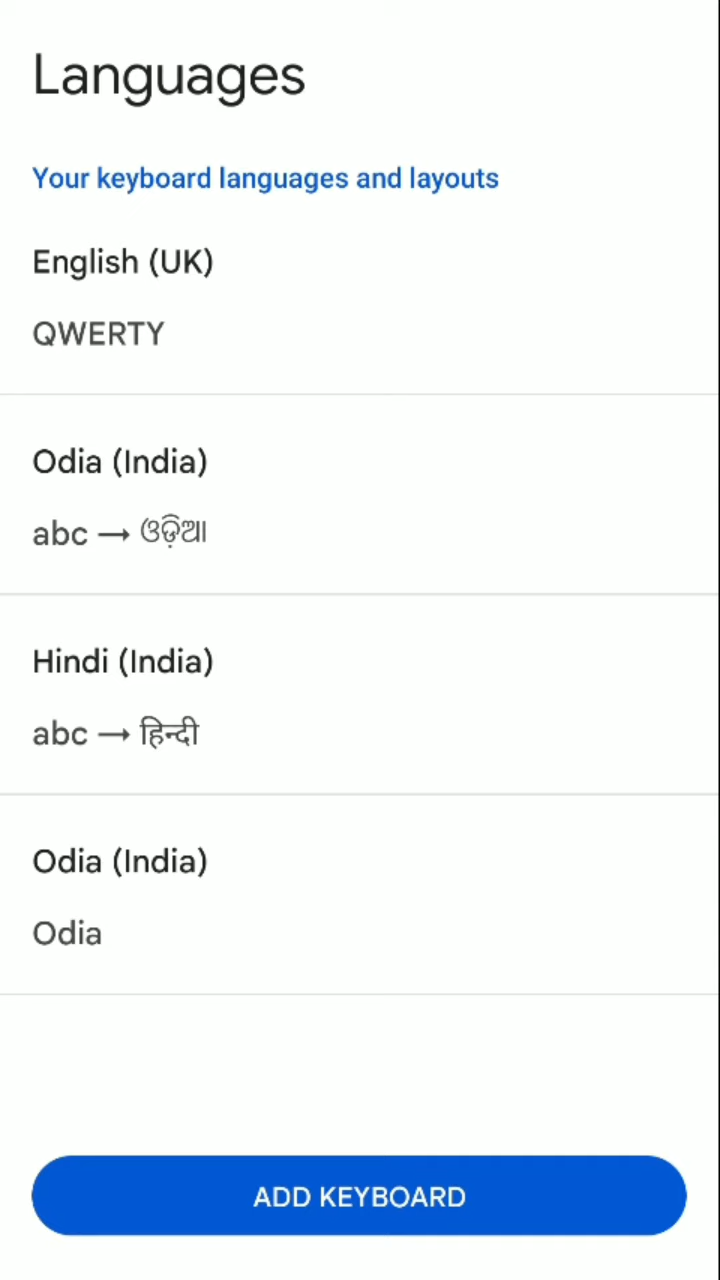 Languages
Your keyboard languages and layouts
English (UK)
QWERTY
Odia (India)
abc → ଓଡ଼ିଆ
Hindi (India)
abc → हिन्दी
Odia (India)
Odia
ADD KEYBOARD